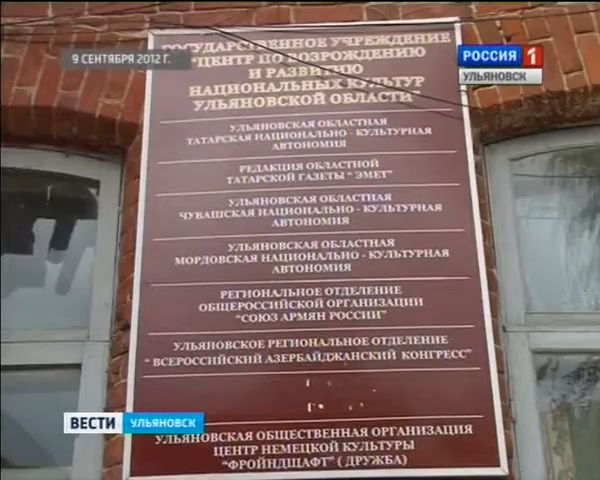 9 СЕНТЯБРЯ 2012 Г.
РОССИЯ 1
УЛЬЯНОВСК
ГОСУДАРСТВЕННОЕ УЧРЕЖДЕНИЕ
"ЦЕНТР ПО ВОЗРОЖДЕНИЮ
И РАЗВИТИЮ
НАЦИОНАЛЬНЫХ КУЛЬТУР
УЛЬЯНОВСКОЙ ОБЛАСТИ"
УЛЬЯНОВСКАЯ ОБЛАСТНАЯ
ТАТАРСКАЯ НАЦИОНАЛЬНО - КУЛЬТУРНАЯ
АВТОНОМИЯ
РЕДАКЦИЯ ОБЛАСТНОЙ
ТАТАРСКОЙ ГАЗЕТЫ " ЭМЕТ"
УЛЬЯНОВСКАЯ ОБЛАСТНАЯ
ЧУВАШСКАЯ НАЦИОНАЛЬНО - КУЛЬТУРНАЯ
АВТОНОМИЯ
УЛЬЯНОВСКАЯ ОБЛАСТНАЯ
МОРДОВСКАЯ НАЦИОНАЛЬНО - КУЛЬТУРНАЯ
АВТОНОМИЯ
РЕГИОНАЛЬНОЕ ОТДЕЛЕНИЕ
ОБЩЕРОССИЙСКОЙ ОРГАНИЗАЦИИ
"СОЮЗ АРМЯН РОССИИ"
УЛЬЯНОВСКОЕ РЕГИОНАЛЬНОЕ ОТДЕЛЕНИЕ
" ВСЕРОССИЙСКИЙ АЗЕРБАЙДЖАНСКИЙ КОНГРЕСС"
УЛЬЯНОВСКАЯ ОБЩЕСТВЕННАЯ ОРГАНИЗАЦИЯ
ЦЕНТР НЕМЕЦКОЙ КУЛЬТУРЫ
"ФРОЙНДШАФТ" ( ДРУЖБА)
ВЕСТИ УЛЬЯНОВСК